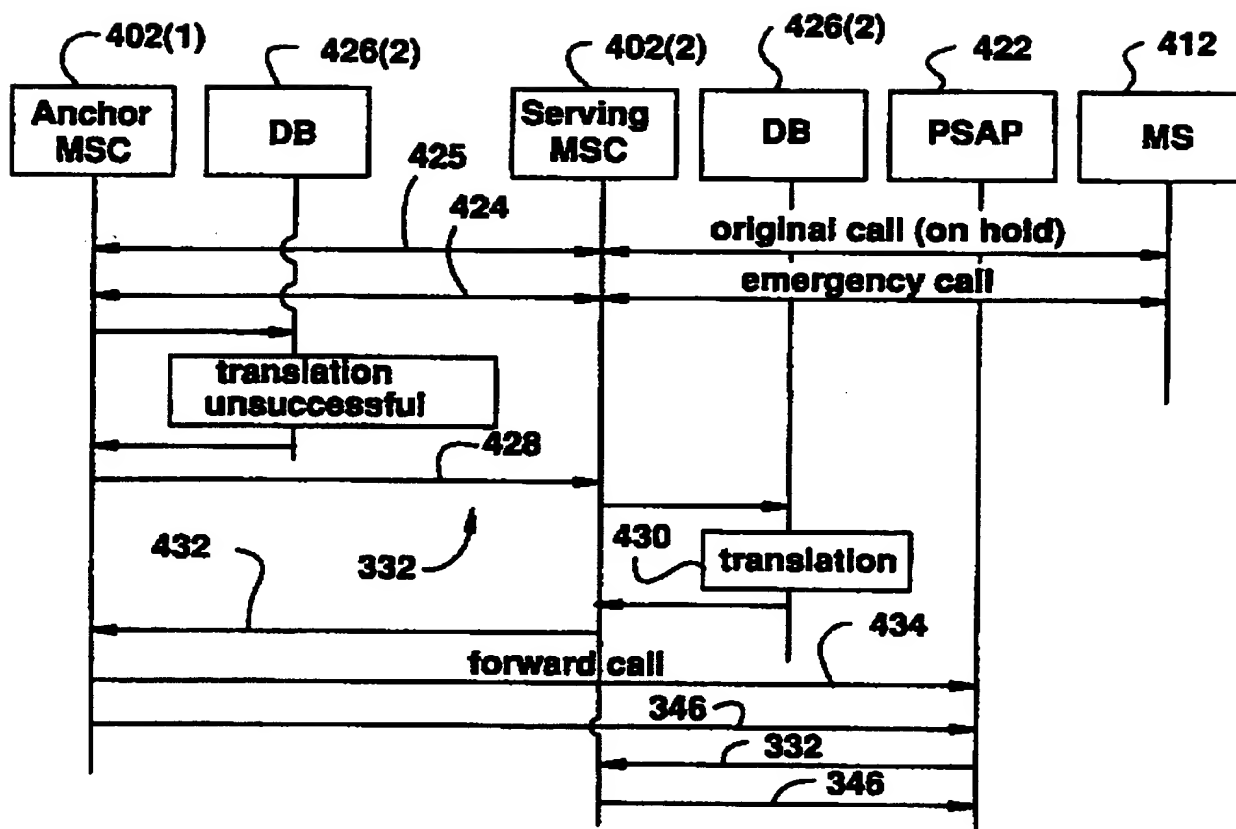 402(1)
426(2)
402(2)
426(2)
422
412
Anchor
MSC
DB
Serving
MSC
DB
PSAP
MS
425
424
original call (on hold)
emergency call
translation
unsuccessful
428
432
332
430
translation
434
forward call
346
332
346